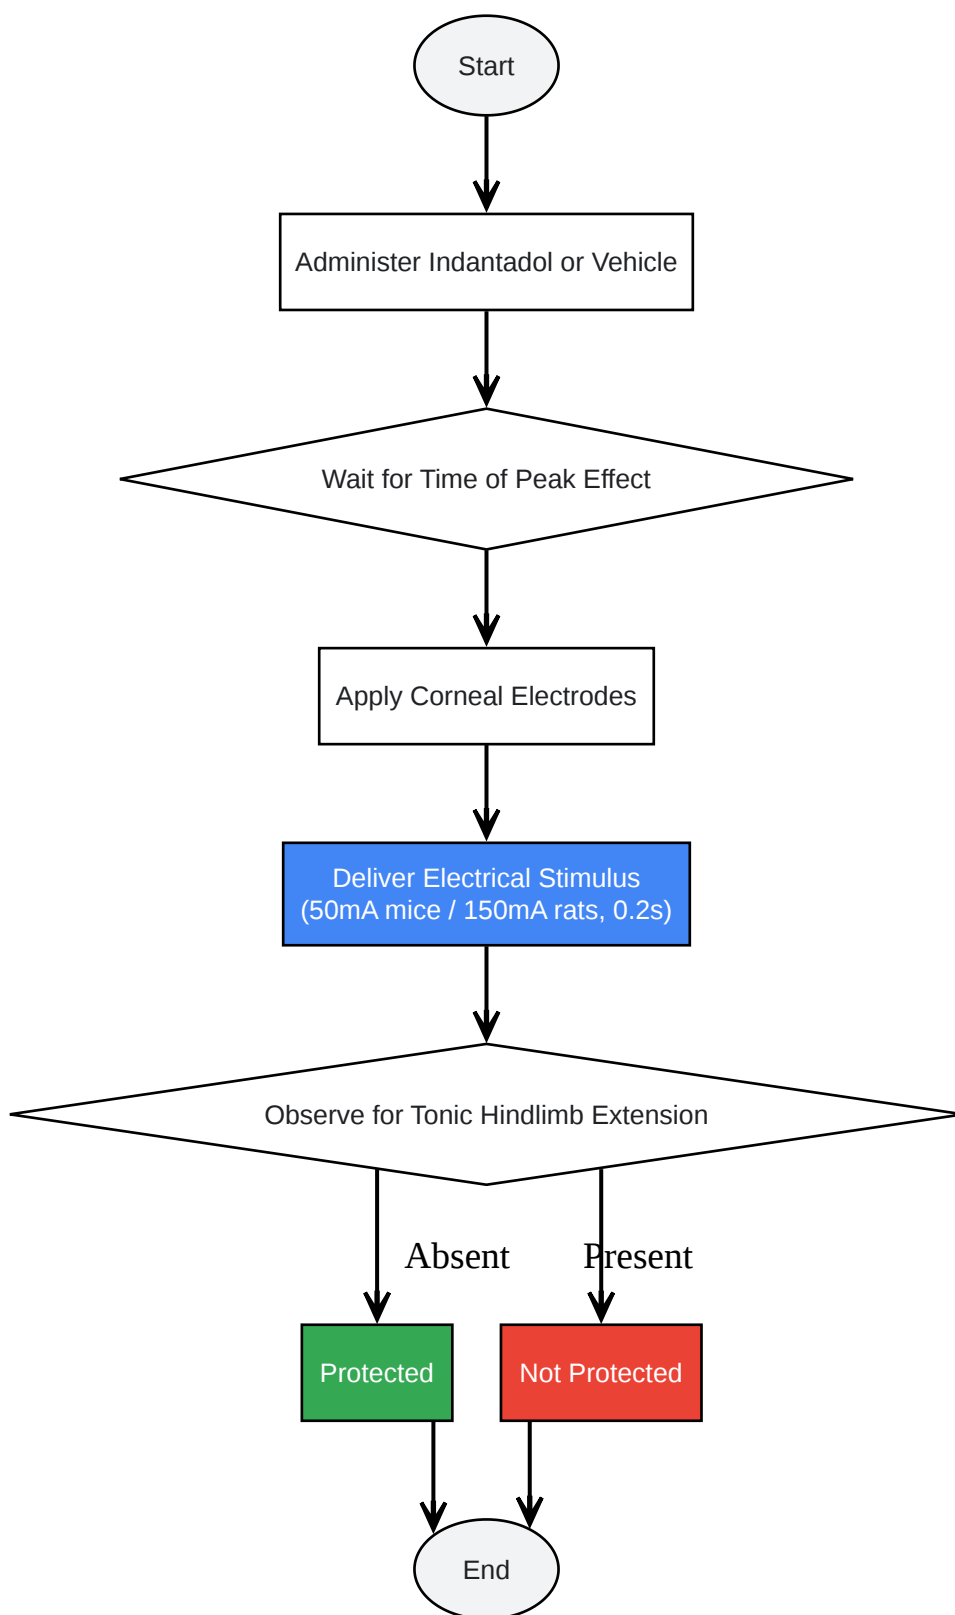 Start
Administer Indantadol or Vehicle
Wait for Time of Peak Effect
Apply Corneal Electrodes
Deliver Electrical Stimulus
(50mA mice / 150mA rats, 0.2s)
Observe for Tonic Hindlimb Extension
Absent
Present
Protected
Not Protected
End